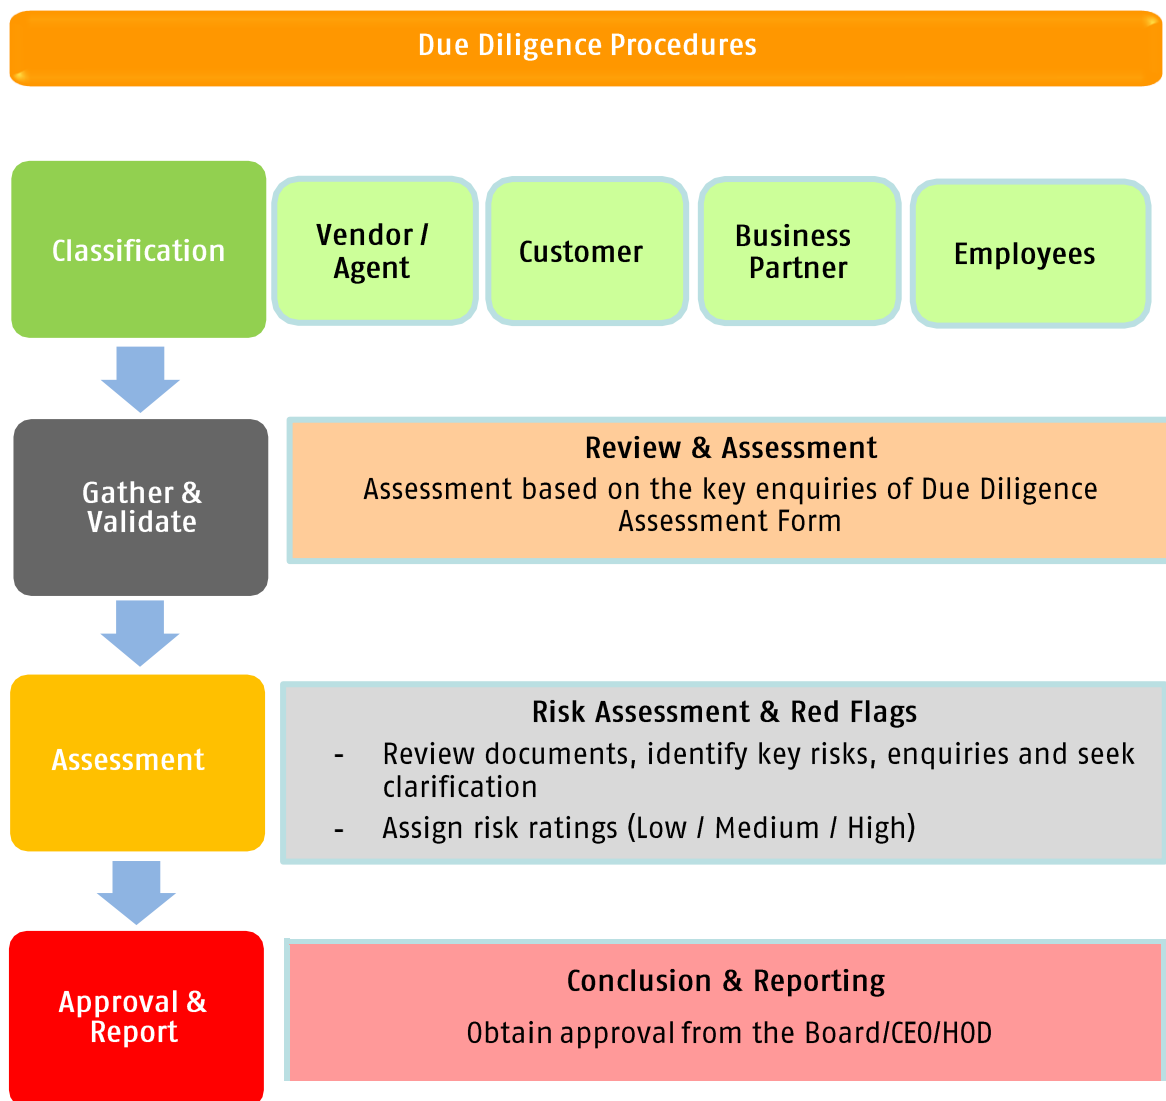 Due Diligence Procedures
Classification
Vendor /
Agent
Customer
Business
Partner
Employees
Gather &
Validate
Review & Assessment
Assessment based on the key enquiries of Due Diligence
Assessment Form
Assessment
Risk Assessment & Red Flags
- Review documents, identify key risks, enquiries and seek
clarification
- Assign risk ratings (Low / Medium / High)
Approval &
Report
Conclusion & Reporting
Obtain approval from the Board/CEO/HOD